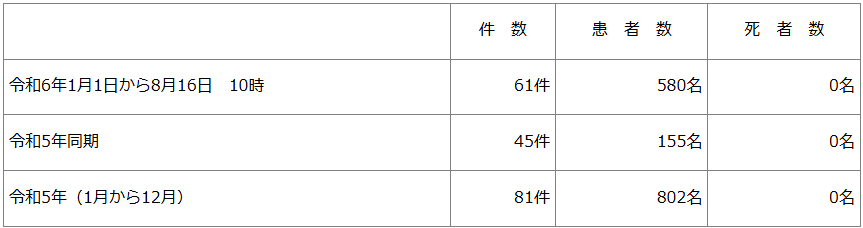 件　数　患　者　数　死　者　数
令和6年1月1日から8月16日　10時　61件　580名　0名
令和5年同期　45件　155名　0名
令和5年（1月から12月）　81件　802名　0名